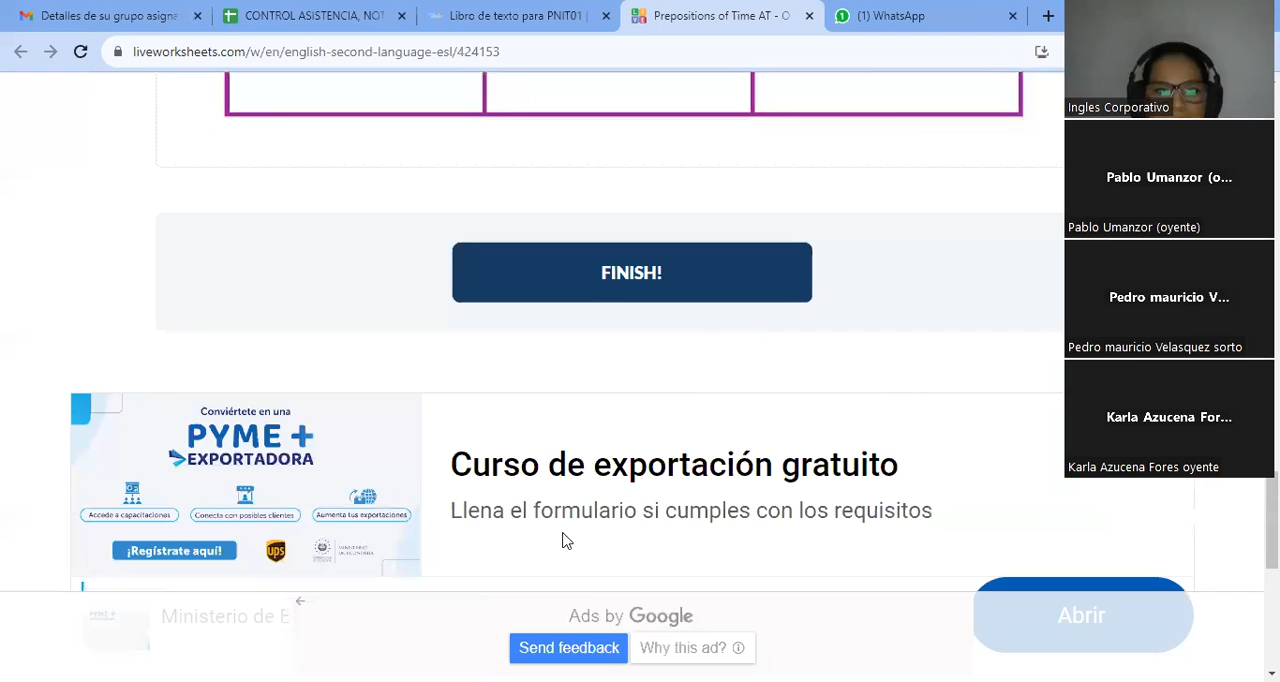 Detalles de su grupo asigna
CONTROL ASISTENCIA, NOT
Libro de texto para PNIT01 |
Prepositions of Time AT - O
(1) WhatsApp
liveworksheets.com/w/en/english-second-language-esl/424153
Ingles Corporativo
Pablo Umanzor (o...
Pablo Umanzor (oyente)
Pedro mauricio V...
Pedro mauricio Velasquez sorto
Karla Azucena For...
Karla Azucena Fores oyente
FINISH!
Conviértete en una
PYME +
EXPORTADORA
Accede a capacitaciones
Conecta con posibles clientes
Aumenta tus exportaciones
¡Regístrate aquí!
ups
Curso de exportación gratuito
Llena el formulario si cumples con los requisitos
Ministerio de E
Abrir
Ads by Google
Send feedback
Why this ad?